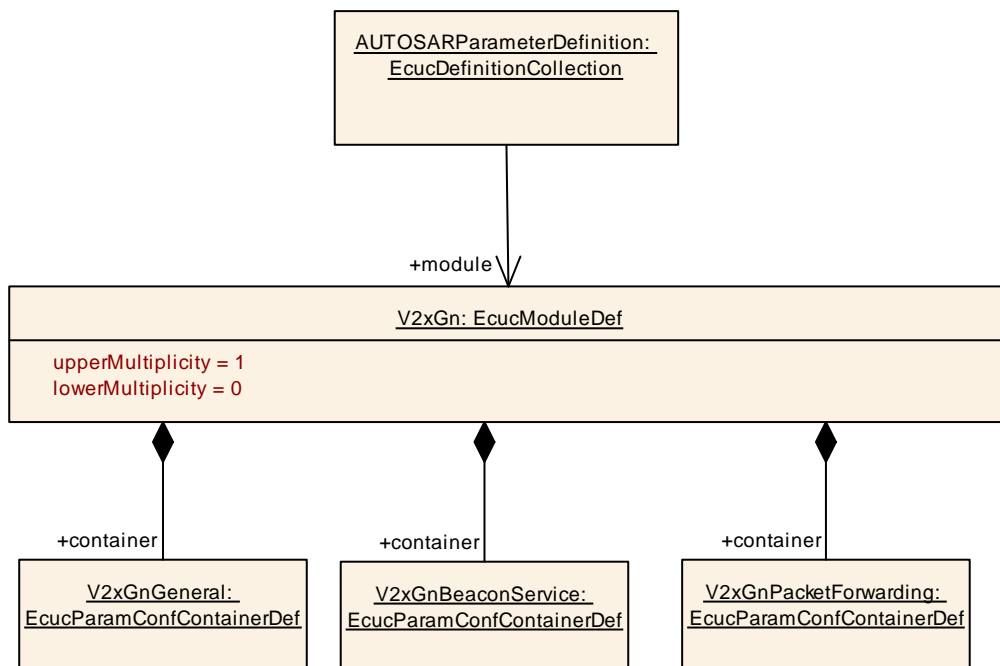 AUTOSARParameterDefinition:
EcucDefinitionCollection
+module
V2xGn: EcucModuleDef
upperMultiplicity = 1
lowerMultiplicity = 0
+container
+container
+container
V2xGnGeneral:
EcucParamConfContainerDef
V2xGnBeaconService:
EcucParamConfContainerDef
V2xGnPacketForwarding:
EcucParamConfContainerDef